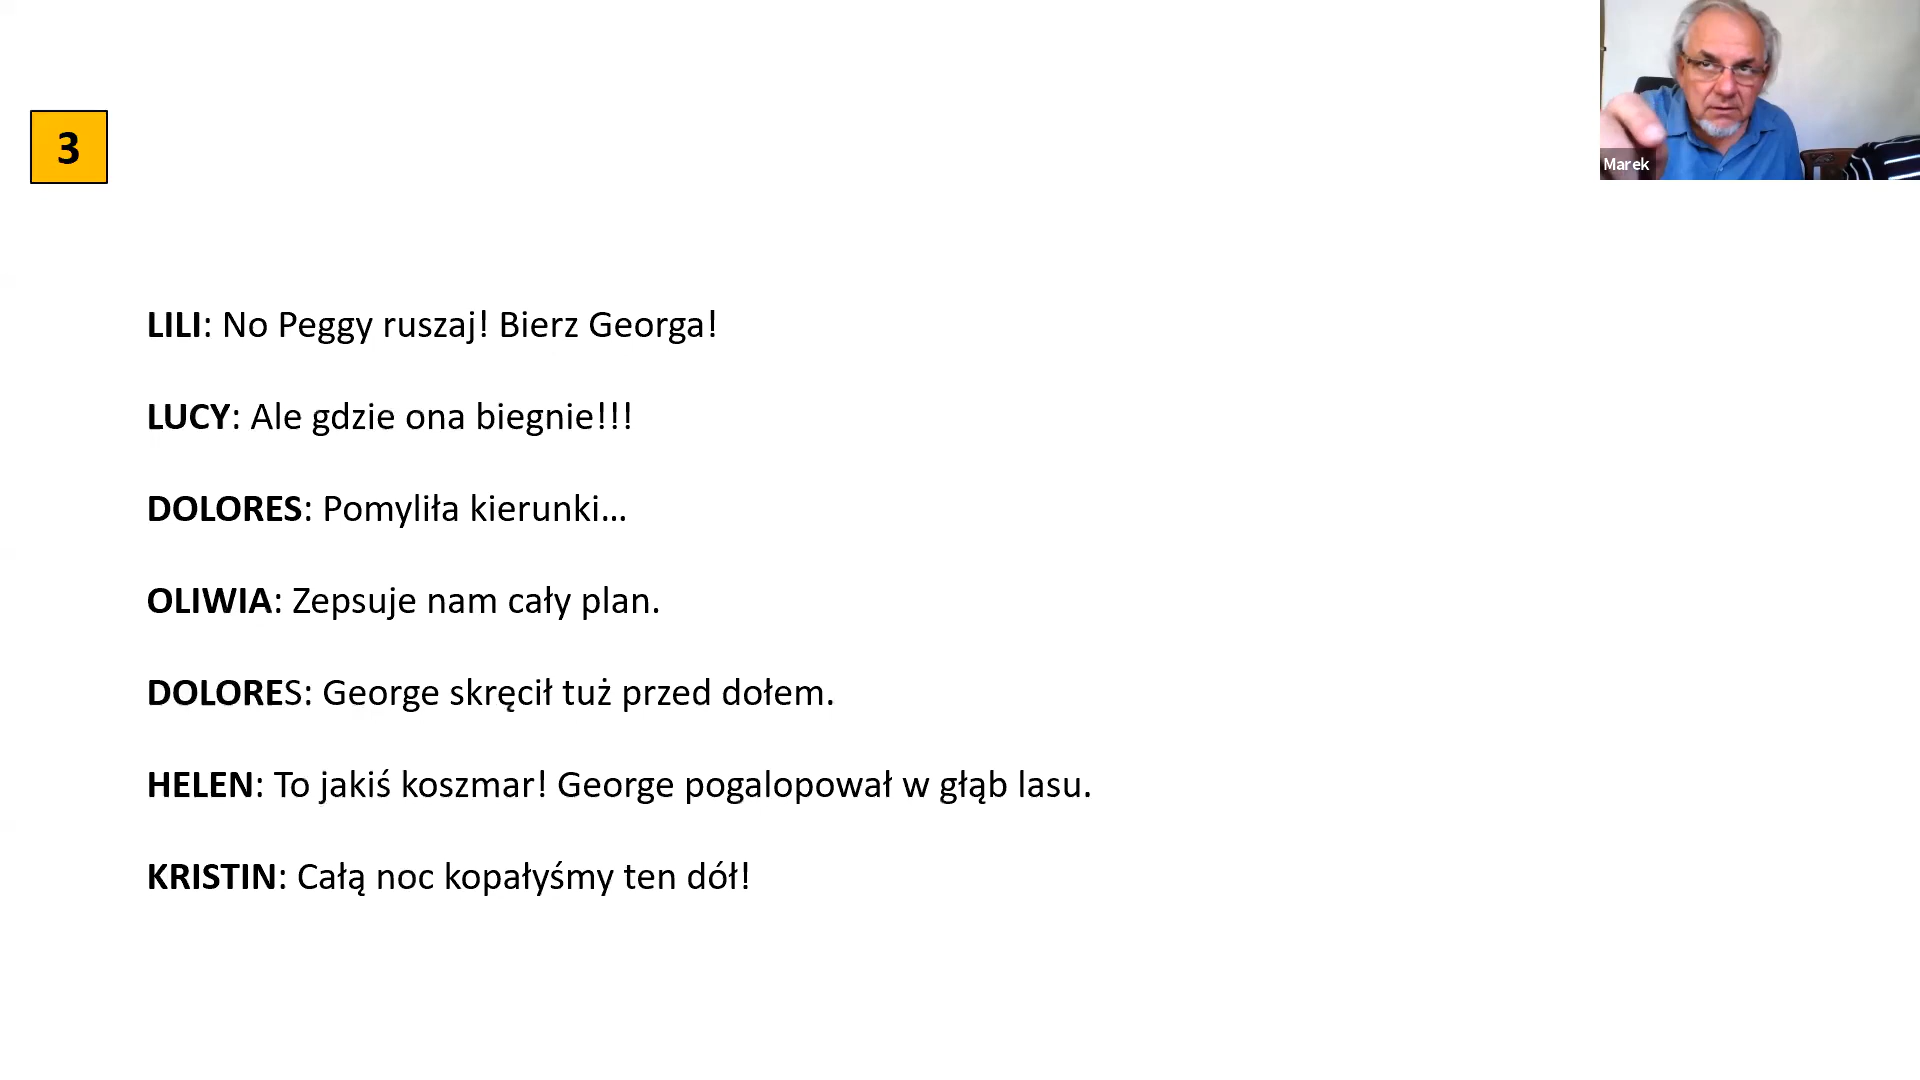 3
Marek
LILI: No Peggy ruszaj! Bierz Georga!
LUCY: Ale gdzie ona biegnie!!!
DOLORES: Pomyliła kierunki...
OLIWIA: Zepsuje nam cały plan.
DOLORES: George skręcił tuż przed dołem.
HELEN: To jakiś koszmar! George pogalopował w głąb lasu.
KRISTIN: Całą noc kopałyśmy ten dół!